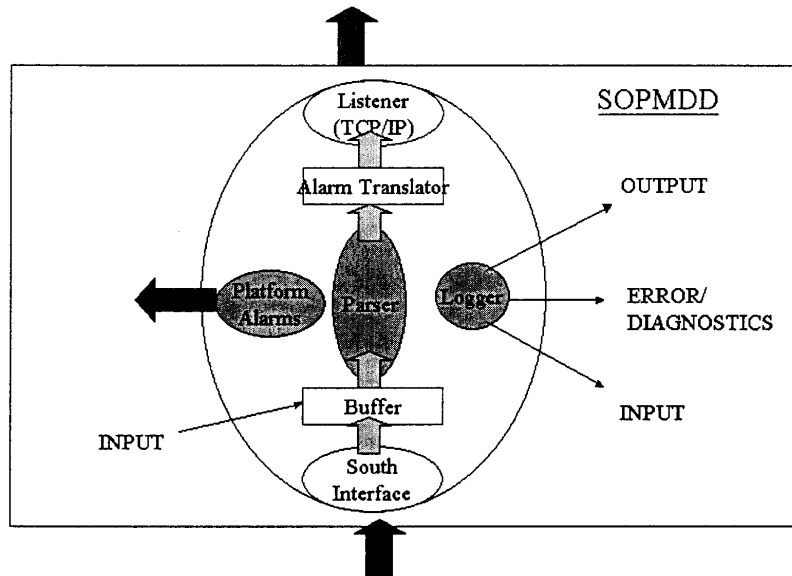 Listener
(TCP/IP)
SOPMDD
Alarm Translator
OUTPUT
Platform
Alarms
Parser
Logger
ERROR/
DIAGNOSTICS
Buffer
INPUT
INPUT
South
Interface